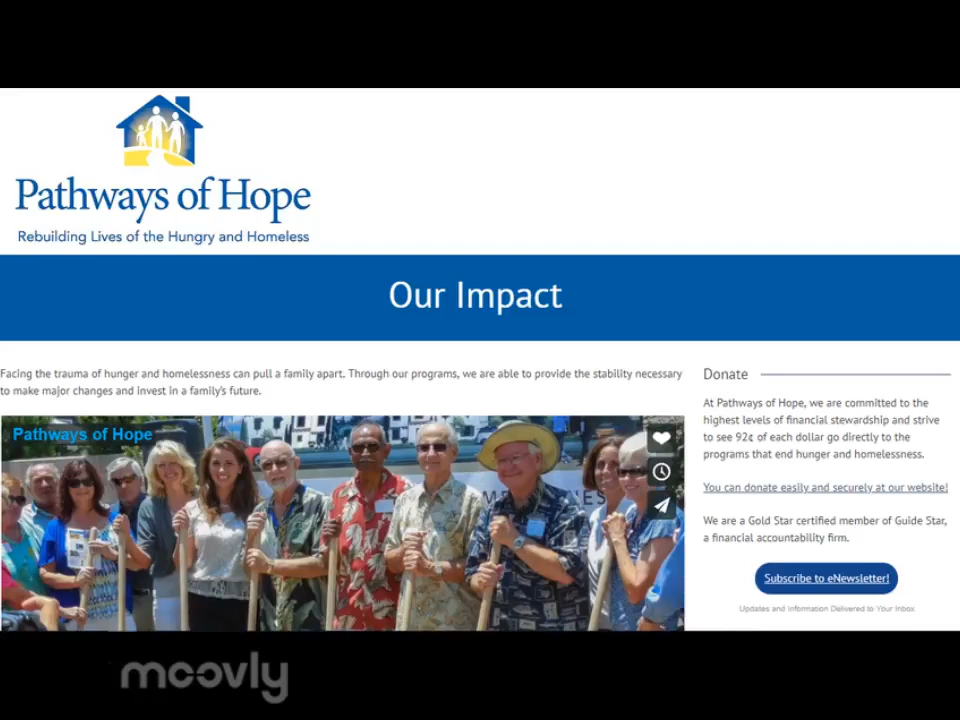 Pathways of Hope
Rebuilding Lives of the Hungry and Homeless
Our Impact
Facing the trauma of hunger and homelessness can pull a family apart. Through our programs, we are able to provide the stability necessary
to make major changes and invest in a family's future.
Pathways of Hope
Donate
At Pathways of Hope, we are committed to the
highest levels of financial stewardship and strive
to see 92¢ of each dollar go directly to the
programs that end hunger and homelessness.
You can donate easily and securely at our website!
We are a Gold Star certified member of Guide Star,
a financial accountability firm.
Subscribe to eNewsletter!
Updates and Information Delivered to Your Inbox
moovly